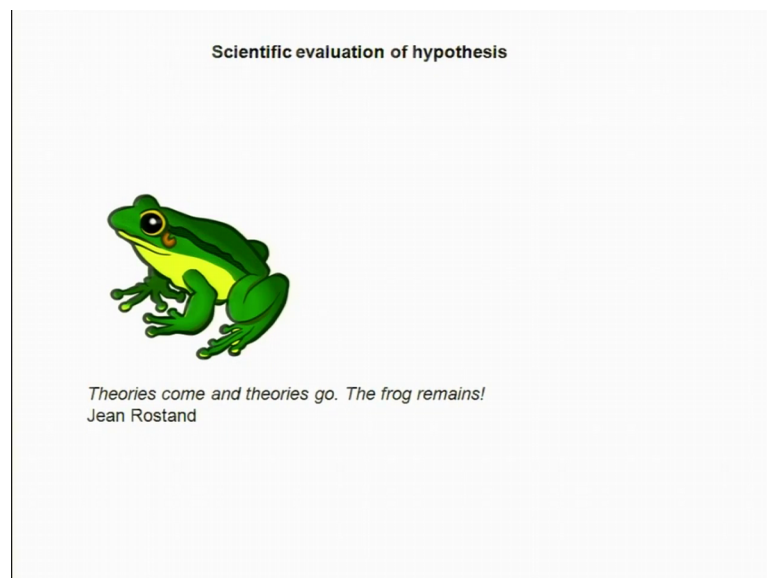 Scientific evaluation of hypothesis
Theories come and theories go. The frog remains!
Jean Rostand